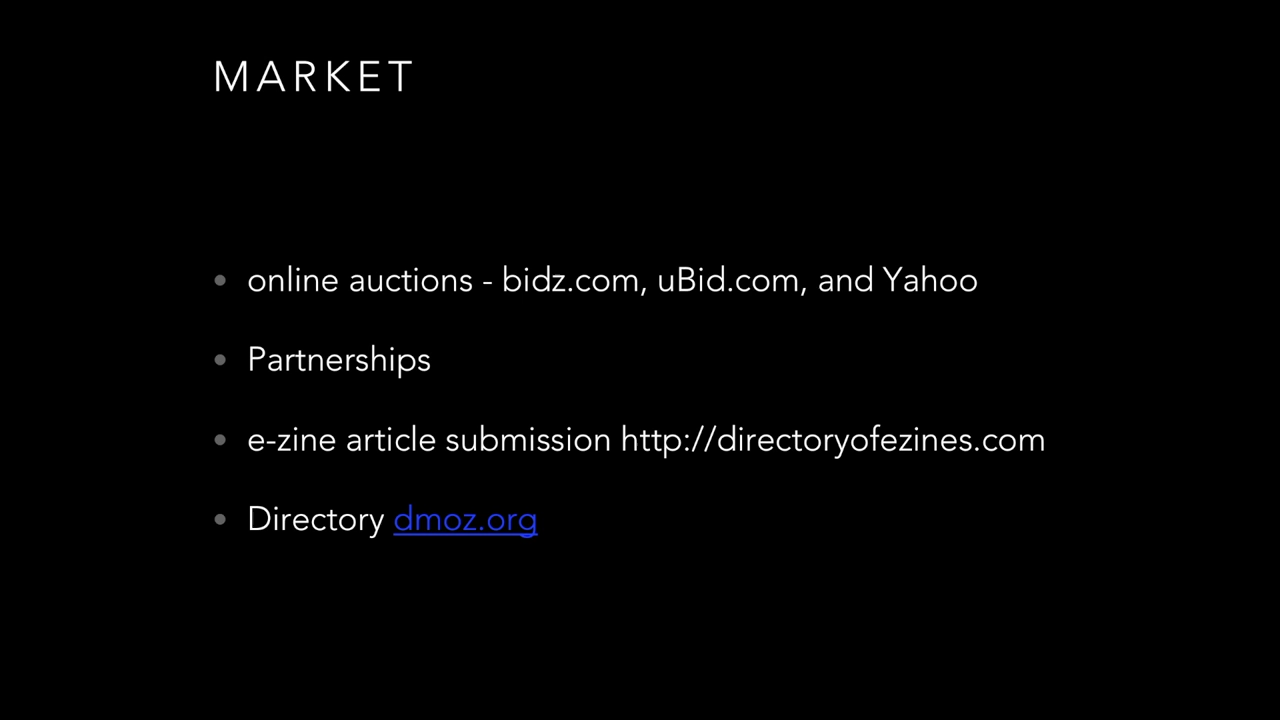 MARKET
• online auctions - bidz.com, uBid.com, and Yahoo
• Partnerships
• e-zine article submission http://directoryofezines.com
• Directory dmoz.org